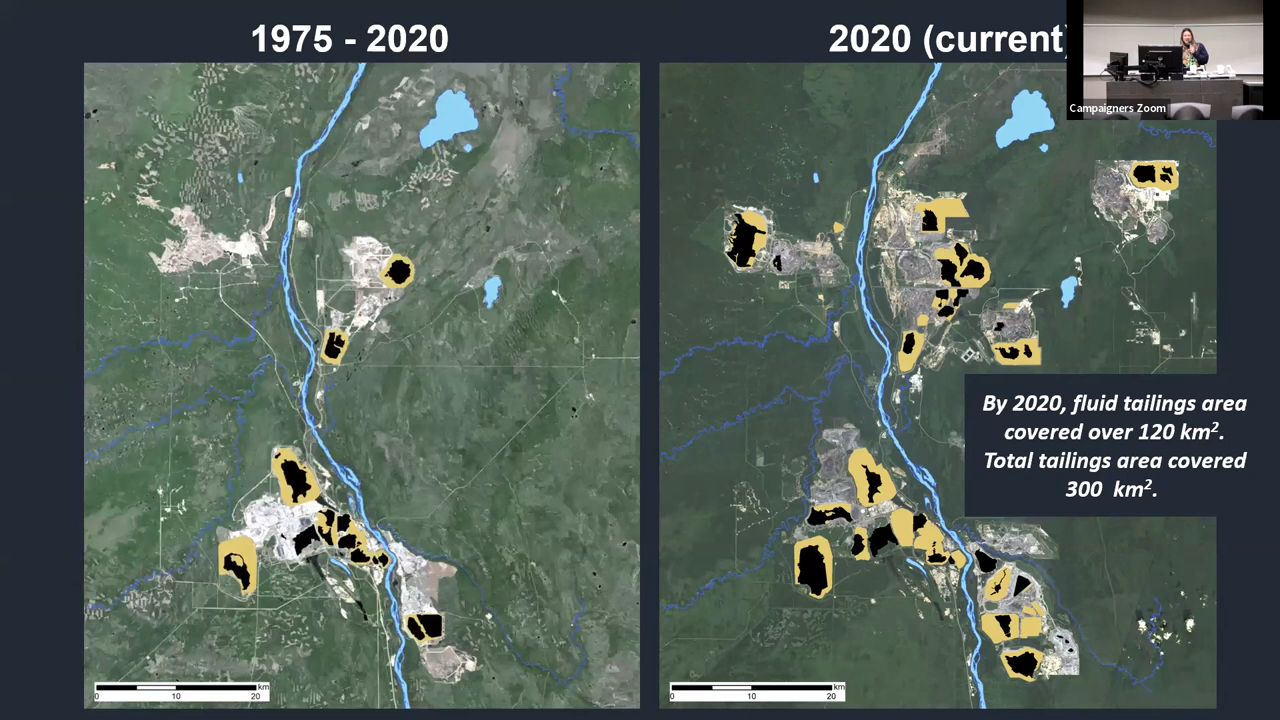 1975 - 2020
2020 (current)
Campaigners Zoom
By 2020, fluid tailings area
covered over 120 km².
Total tailings area covered
300 km².
km
0 10 20
km
0 10 20